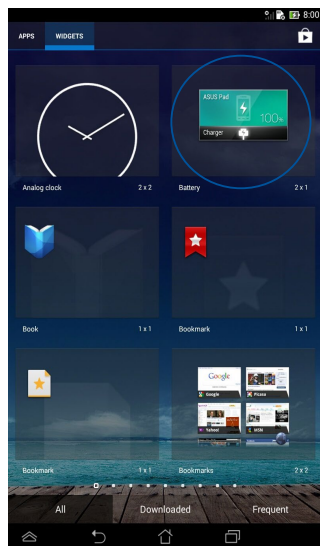 8:00
APPS WIDGETS
ASUS Pad
100%
Charger
Analog clock 2 x 2 Battery 2 x 1
Book 1 x 1 Bookmark 1 x 1
Google
Google Picasa
Yahoo! MSN
Bookmark 1 x 1 Bookmarks 2 x 2
All Downloaded Frequent